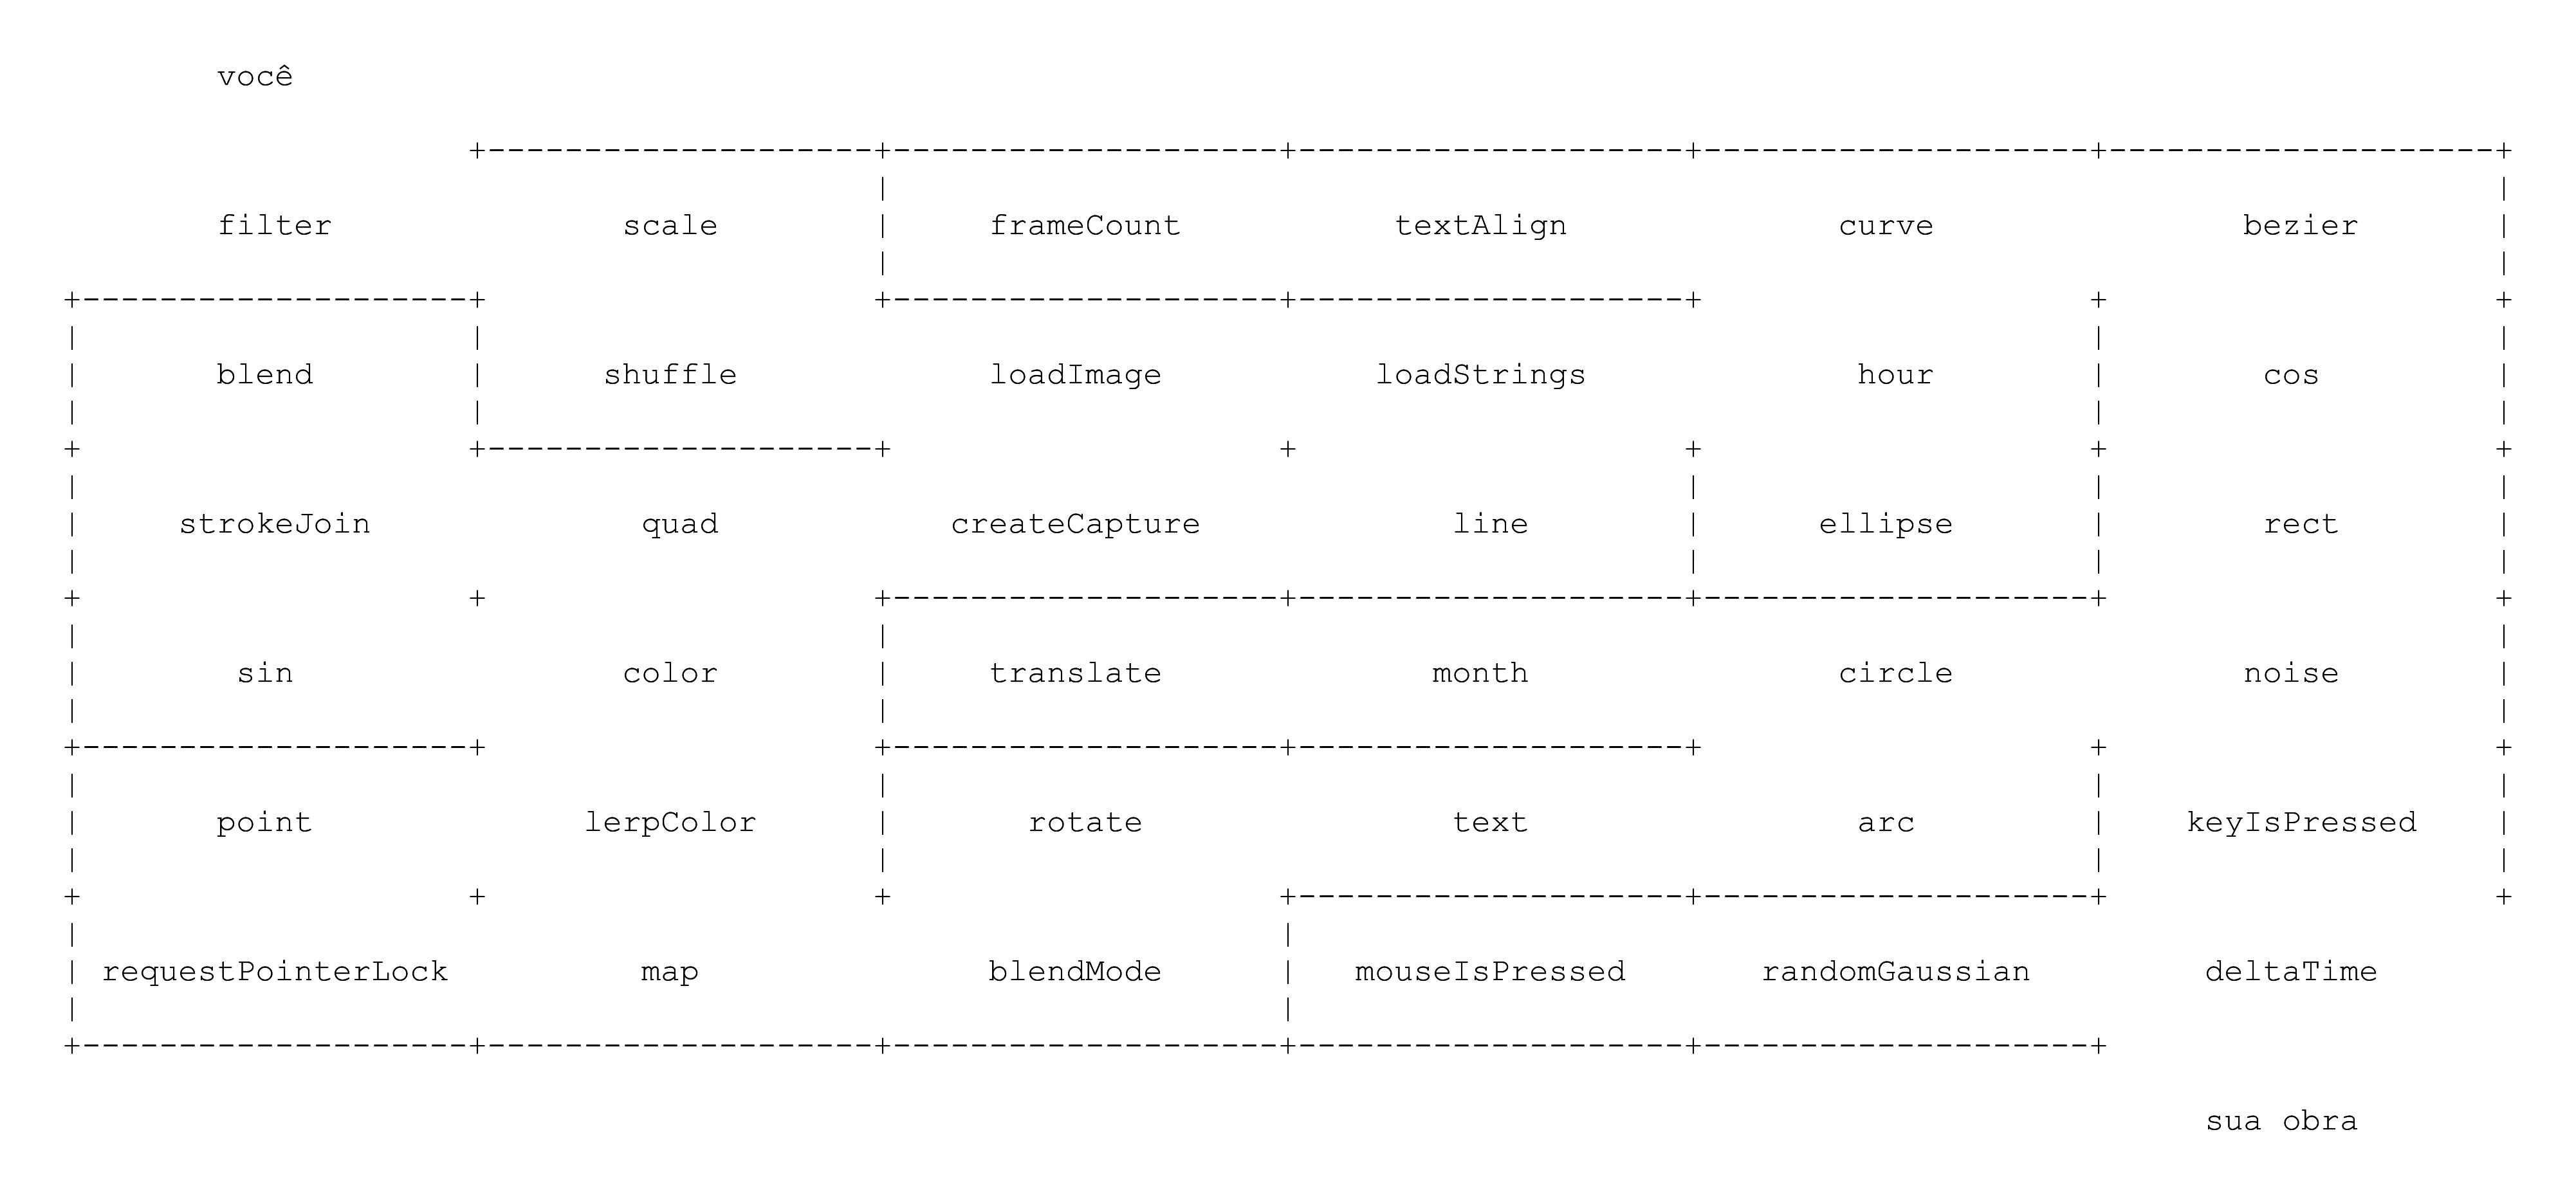 você
filter scale frameCount textAlign curve bezier
blend shuffle loadImage loadStrings hour cos
strokeJoin quad createCapture line ellipse rect
sin color translate month circle noise
point lerpColor rotate text arc keyIsPressed
requestPointerLock map blendMode mouseIsPressed randomGaussian deltaTime
sua obra